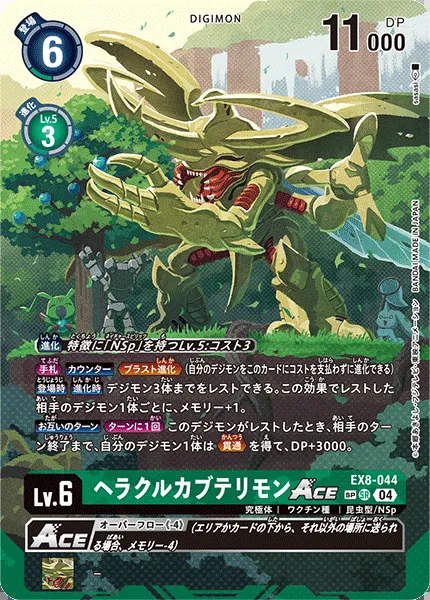 DIGIMON
登場
6
11000
DP
進化
Lv.5
3
BANDAI MADE IN JAPAN
進化 特徴に「NSp」を持つLv.5:コスト3
手札 カウンター ≪ブラスト進化≫(自分のデジモンをこのカードにコストを支払わずに進化できる)
登場時 進化時 デジモン3体までをレストできる。この効果でレストした
相手のデジモン1体ごとに、メモリー+1。
お互いのターン ターンに1回 このデジモンがレストしたとき、相手のター
ン終了まで、自分のデジモン1体は≪貫通≫を得て、DP+3000。
EX8-044
Lv.6 ヘラクルカブテリモンACE SP SR 04
究極体 | ワクチン種 | 昆虫型/NSp
ACE オーバーフロー《-4》 (エリアかカードの下から、それ以外の場所に送られ
る場合、メモリー-4)
-